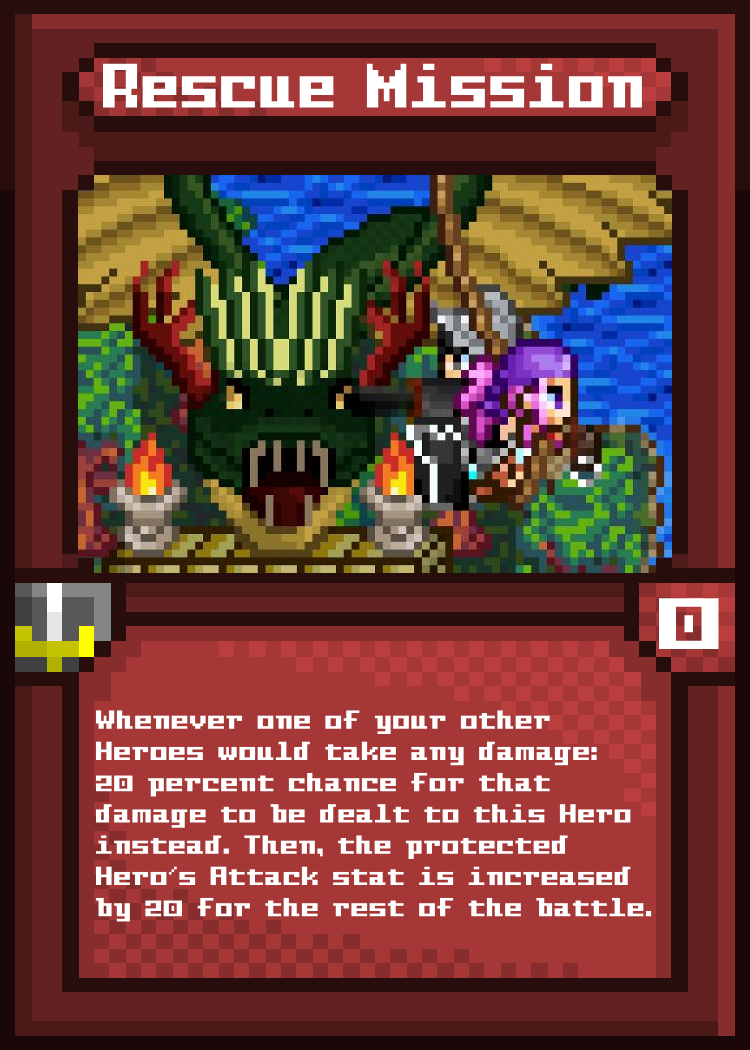 Rescue Mission
0
Whenever one of your other
Heroes would take any damage:
20 percent chance for that
damage to be dealt to this Hero
instead. Then, the protected
Hero's Attack stat is increased
by 20 for the rest of the battle.